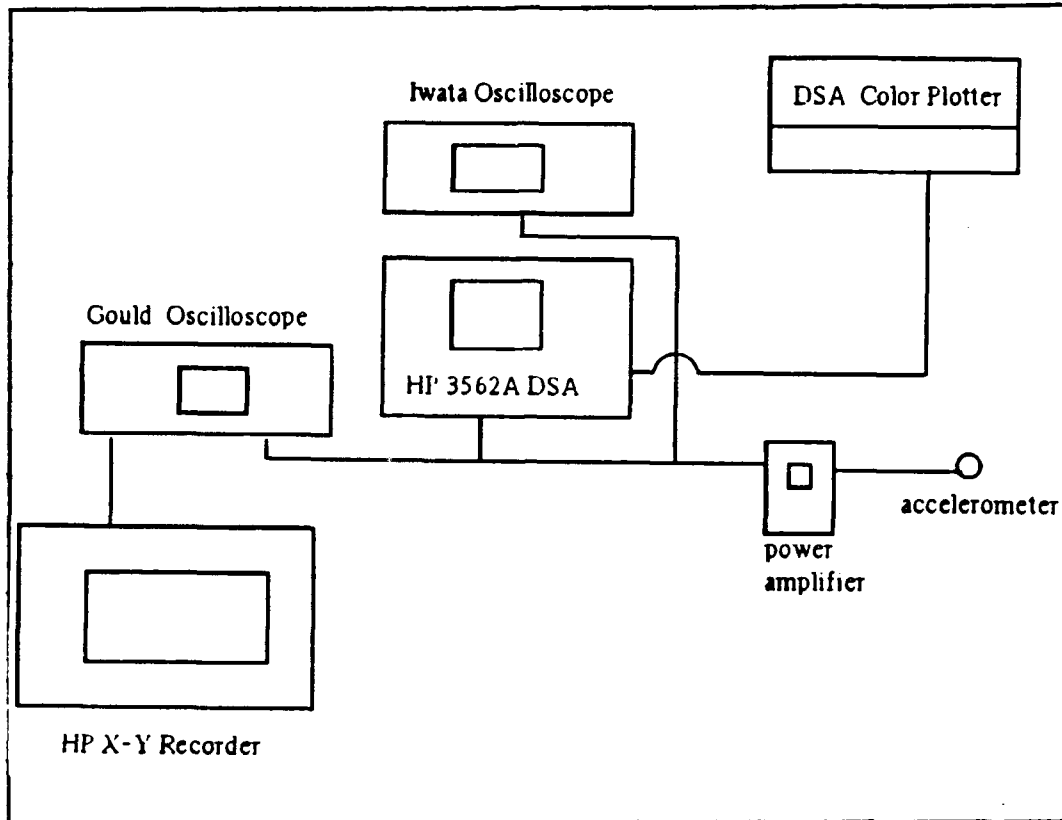 Iwata Oscilloscope
DSA Color Plotter
Gould Oscilloscope
HP 3562A DSA
accelerometer
power
amplifier
HP X-Y Recorder